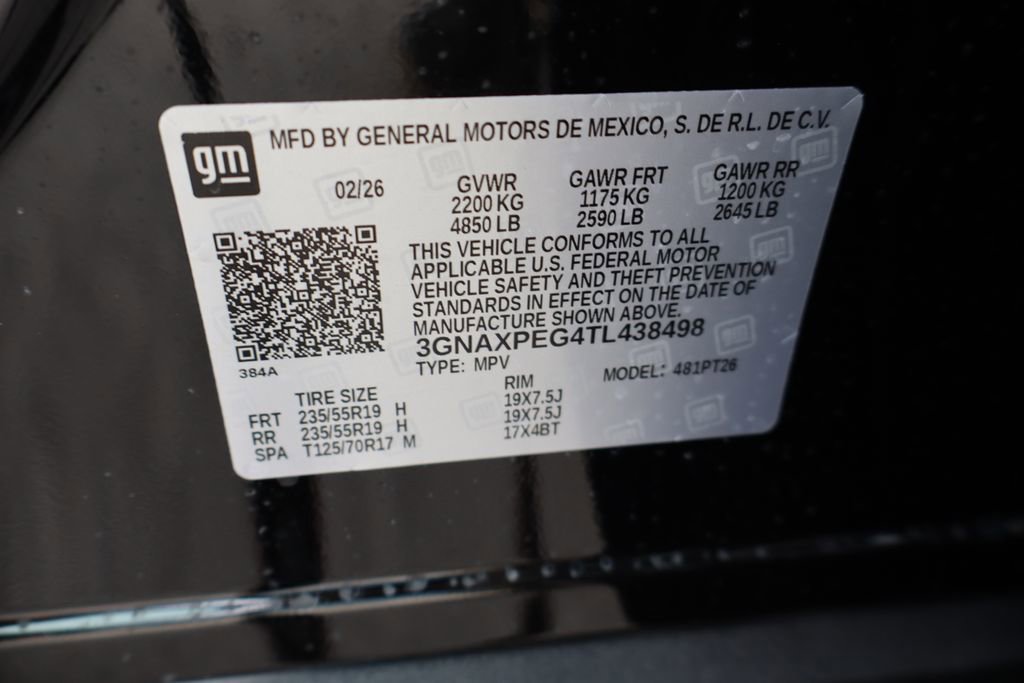 gm
MFD BY GENERAL MOTORS DE MEXICO, S. DE R.L. DE C.V.
02/26
GVWR
2200 KG
4850 LB
GAWR FRT
1175 KG
2590 LB
GAWR RR
1200 KG
2645 LB
THIS VEHICLE CONFORMS TO ALL
APPLICABLE U.S. FEDERAL MOTOR
VEHICLE SAFETY AND THEFT PREVENTION
STANDARDS IN EFFECT ON THE DATE OF
MANUFACTURE SHOWN ABOVE.
3GNAXPEG4TL438498
TYPE: MPV
MODEL: 481PT26
384A
TIRE SIZE
RIM
FRT 235/55R19 H 19X7.5J
RR 235/55R19 H 19X7.5J
SPA T125/70R17 M 17X4BT